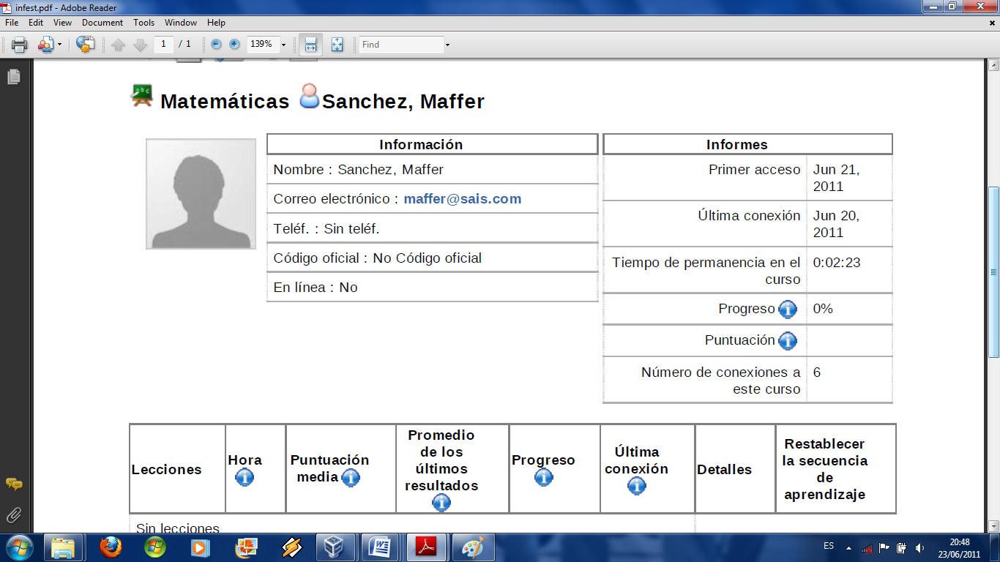 infest.pdf - Adobe Reader
File Edit View Document Tools Window Help
1 / 1 139% Find
Matemáticas Sanchez, Maffer
Información
Nombre : Sanchez, Maffer
Correo electrónico : maffer@sais.com
Teléf. : Sin teléf.
Código oficial : No Código oficial
En línea : No
Informes
Primer acceso Jun 21,
2011
Última conexión Jun 20,
2011
Tiempo de permanencia en el 0:02:23
curso
Progreso 0%
Puntuación
Número de conexiones a 6
este curso
Lecciones
Hora
Puntuación
media
Promedio
de los
últimos
resultados
Progreso
Última
conexión
Detalles
Restablecer
la secuencia
de
aprendizaje
Sin lecciones
ES
20:48
23/06/2011